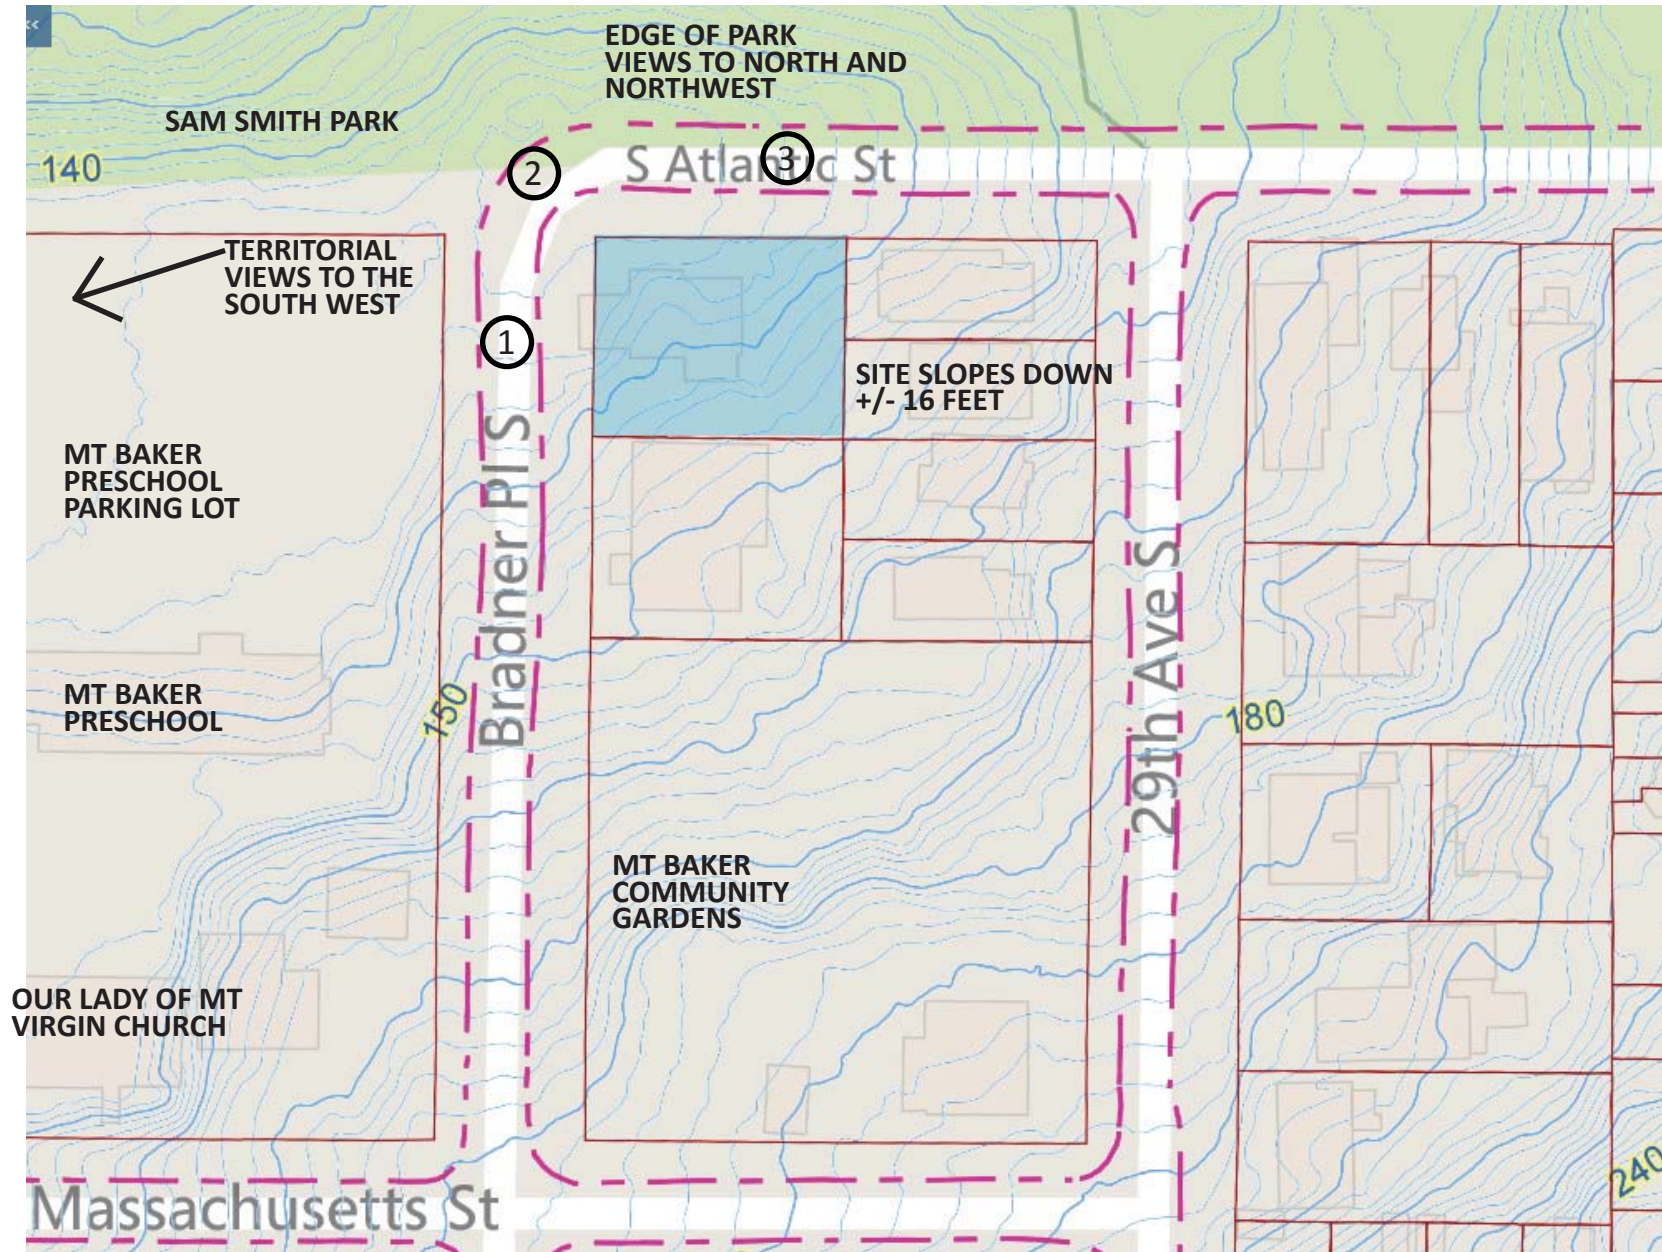 <<
EDGE OF PARK
VIEWS TO NORTH AND
NORTHWEST
SAM SMITH PARK
140
2
S Atlantic St
3
TERRITORIAL
VIEWS TO THE
SOUTH WEST
1
SITE SLOPES DOWN
+/- 16 FEET
MT BAKER
PRESCHOOL
PARKING LOT
Bradner Pl S
29th Ave S
MT BAKER
PRESCHOOL
150
180
MT BAKER
COMMUNITY
GARDENS
OUR LADY OF MT
VIRGIN CHURCH
240
Massachusetts St